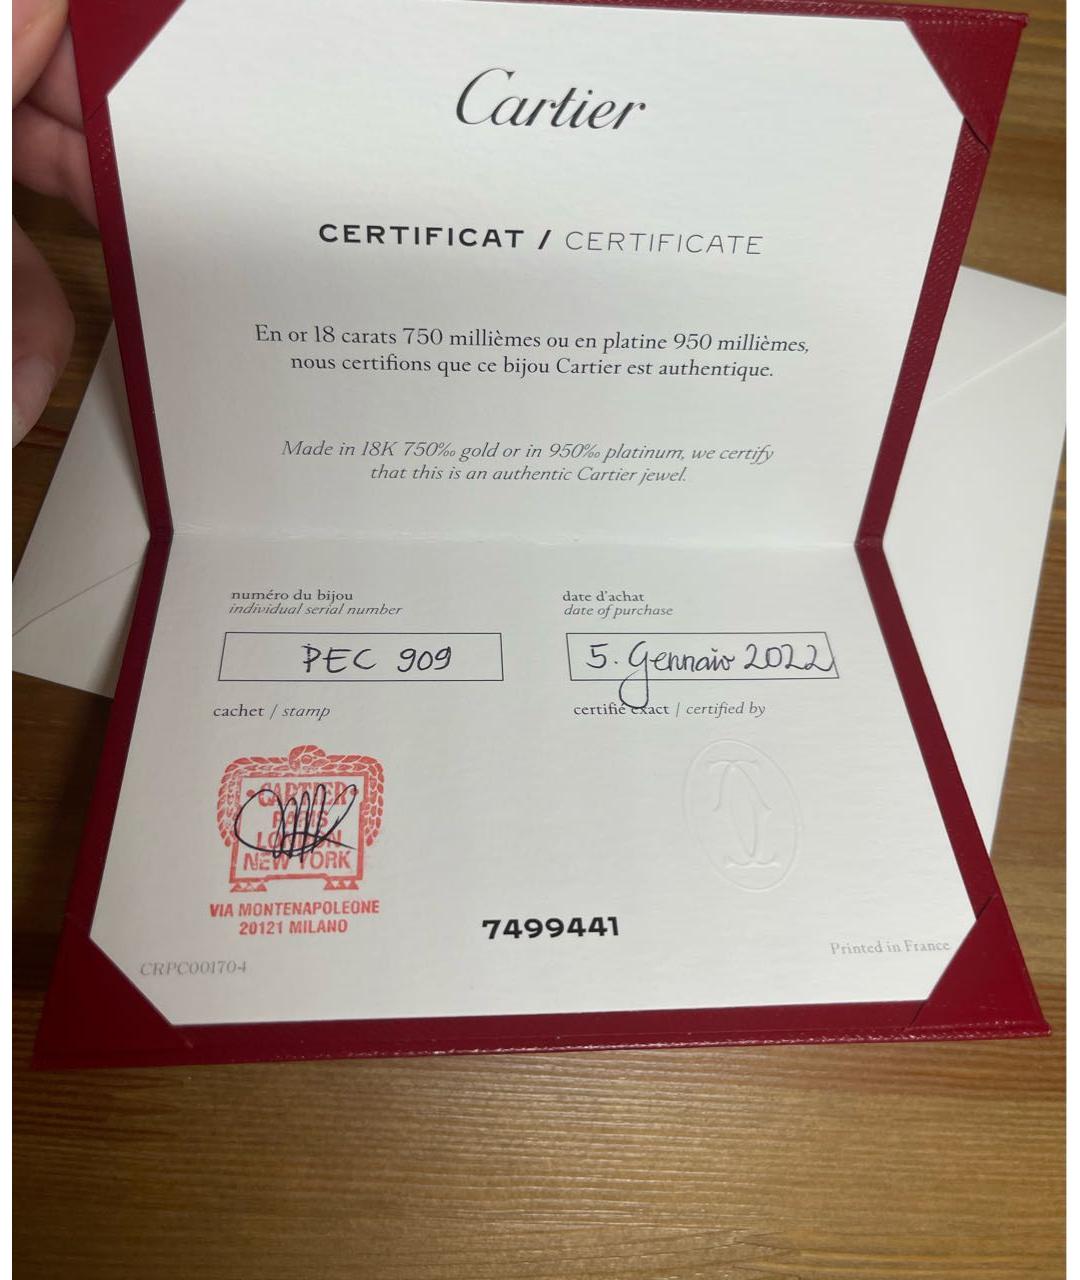 Cartier
CERTIFICAT / CERTIFICATE
En or 18 carats 750 millièmes ou en platine 950 millièmes,
nous certifions que ce bijou Cartier est authentique.
Made in 18K 750‰ gold or in 950‰ platinum, we certify
that this is an authentic Cartier jewel.
numéro du bijou
individual serial number
PEC 909
date d'achat
date of purchase
5. Gennaio 2022
cachet / stamp
certifié exact | certified by
CARTIER
PARIS
LONDON
NEW YORK
VIA MONTENAPOLEONE
20121 MILANO
7499441
CRPC001704
Printed in France